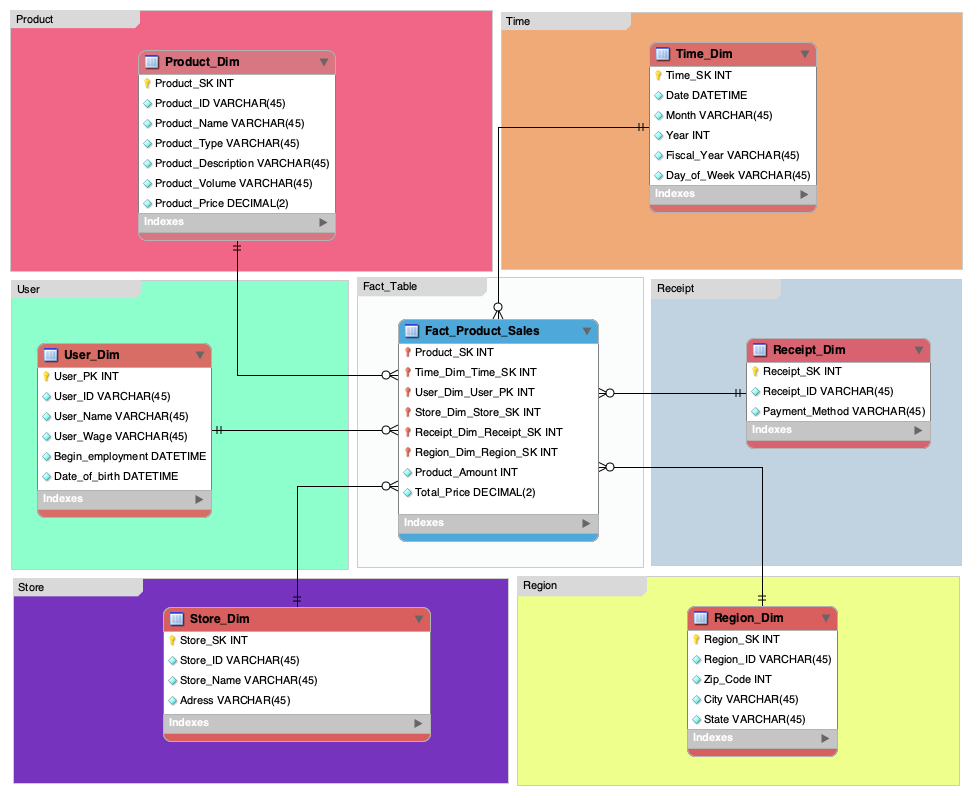 Product
Product_Dim
Product_SK INT
Product_ID VARCHAR(45)
Product_Name VARCHAR(45)
Product_Type VARCHAR(45)
Product_Description VARCHAR(45)
Product_Volume VARCHAR(45)
Product_Price DECIMAL(2)
Indexes
Time
Time_Dim
Time_SK INT
Date DATETIME
Month VARCHAR(45)
Year INT
Fiscal_Year VARCHAR(45)
Day_of_Week VARCHAR(45)
Indexes
User
User_Dim
User_PK INT
User_ID VARCHAR(45)
User_Name VARCHAR(45)
User_Wage VARCHAR(45)
Begin_employment DATETIME
Date_of_birth DATETIME
Indexes
Fact_Table
Fact_Product_Sales
Product_SK INT
Time_Dim_Time_SK INT
User_Dim_User_PK INT
Store_Dim_Store_SK INT
Receipt_Dim_Receipt_SK INT
Region_Dim_Region_SK INT
Product_Amount INT
Total_Price DECIMAL(2)
Indexes
Receipt
Receipt_Dim
Receipt_SK INT
Receipt_ID VARCHAR(45)
Payment_Method VARCHAR(45)
Indexes
Store
Store_Dim
Store_SK INT
Store_ID VARCHAR(45)
Store_Name VARCHAR(45)
Adress VARCHAR(45)
Indexes
Region
Region_Dim
Region_SK INT
Region_ID VARCHAR(45)
Zip_Code INT
City VARCHAR(45)
State VARCHAR(45)
Indexes